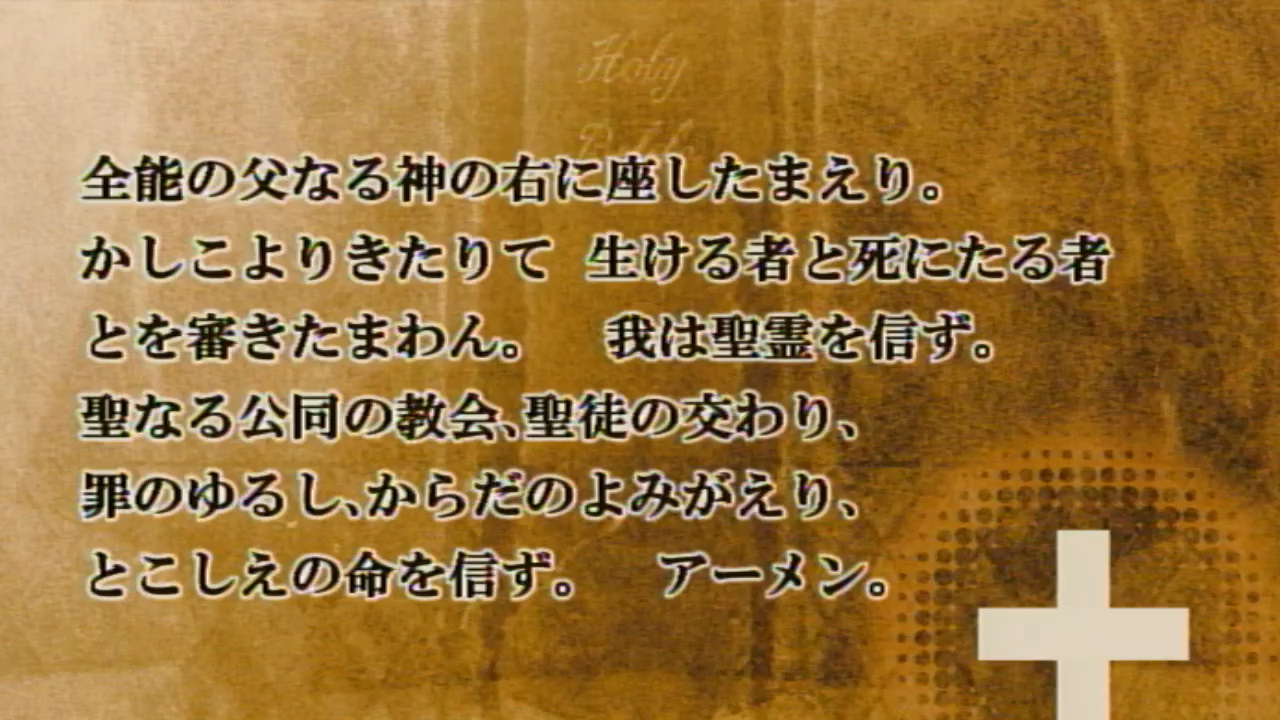 Holy
Bible
全能の父なる神の右に座したまえり。
かしこよりきたりて 生ける者と死にたる者
とを審きたまわん。 我は聖霊を信ず。
聖なる公同の教会、聖徒の交わり、
罪のゆるし、からだのよみがえり、
とこしえの命を信ず。 アーメン。